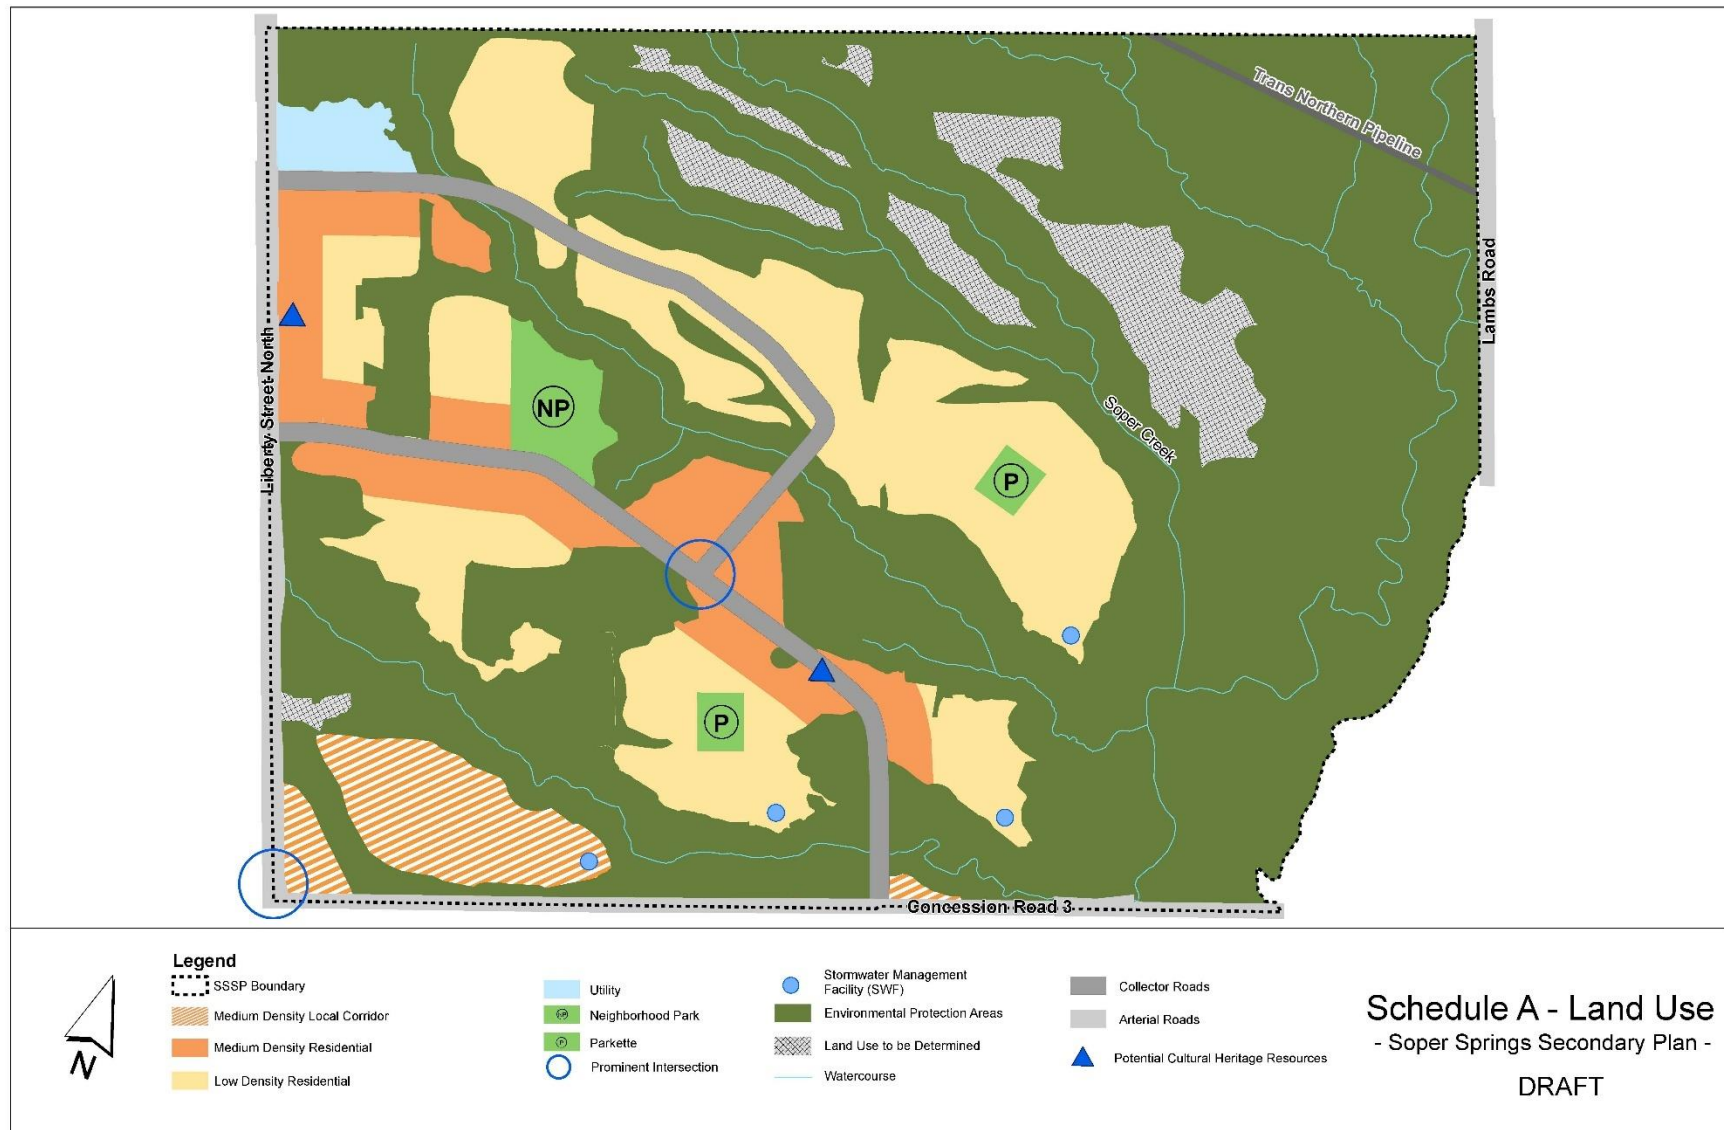 Trans Northern Pipeline
Lambs Road
Liberty Street North
NP
Soper Creek
P
P
Concession Road 3
Legend
SSSP Boundary
Medium Density Local Corridor
Medium Density Residential
Low Density Residential
Utility
NP
Neighborhood Park
P
Parkette
Prominent Intersection
Stormwater Management
Facility (SWF)
Environmental Protection Areas
Land Use to be Determined
Watercourse
Collector Roads
Arterial Roads
Potential Cultural Heritage Resources
N
Schedule A - Land Use
- Soper Springs Secondary Plan -
DRAFT